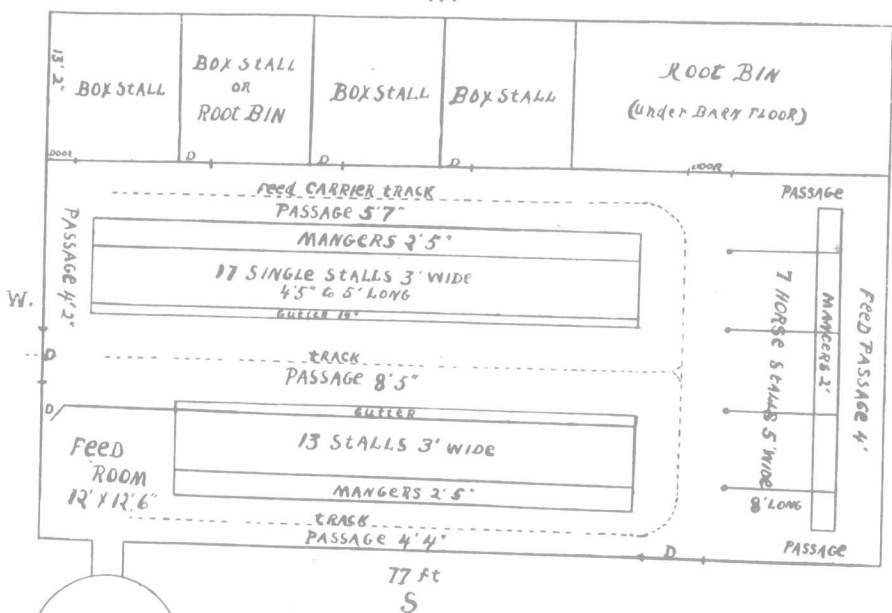 13' 2"
BOX STALL
BOX STALL
OR
ROOT BIN
BOX STALL
BOX STALL
ROOT BIN
(under BARN FLOOR)
DOOR
D
D
D
DOOR
FEED CARRIER TRACK
PASSAGE 5'7"
MANGERS 2'5"
17 SINGLE STALLS 3' WIDE
4'5" to 5' LONG
GUTTER 14"
PASSAGE 4'2"
W.
D
TRACK
PASSAGE 8'5"
D
GUTTER
13 STALLS 3' WIDE
MANGERS 2'5"
FEED
ROOM
12' X 12'6"
TRACK
PASSAGE 4'4"
PASSAGE
7 HORSE STALLS 5' WIDE
8' LONG
MANGERS 2'
FEED PASSAGE 4'
PASSAGE
D
77 ft
S